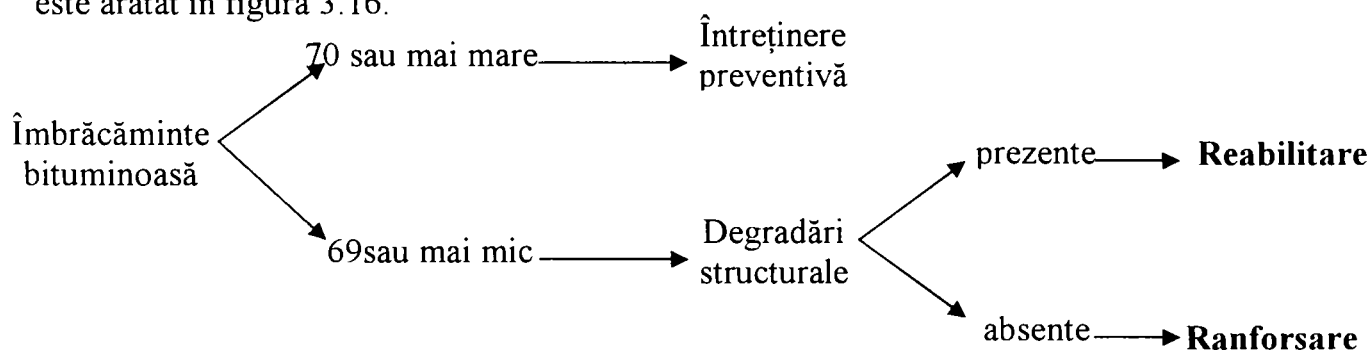 este arătat în figura 3.16.
70 sau mai mare
Întreținere
preventivă
Îmbrăcăminte
bituminoasă
prezente
Reabilitare
69sau mai mic
Degradări
structurale
absente
Ranforsare